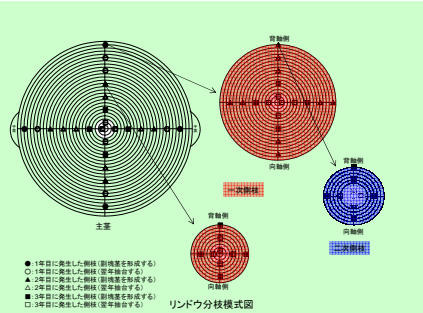 背軸側
向軸側
一次側枝
主茎
背軸側
向軸側
背軸側
向軸側
二次側枝
●:1年目に発生した側枝(副塊茎を形成する)
○:1年目に発生した側枝(翌年抽台する)
▲:2年目に発生した側枝(副塊茎を形成する)
△:2年目に発生した側枝(翌年抽台する)
■:3年目に発生した側枝(副塊茎を形成する)
□:3年目に発生した側枝(翌年抽台する)
リンドウ分枝模式図